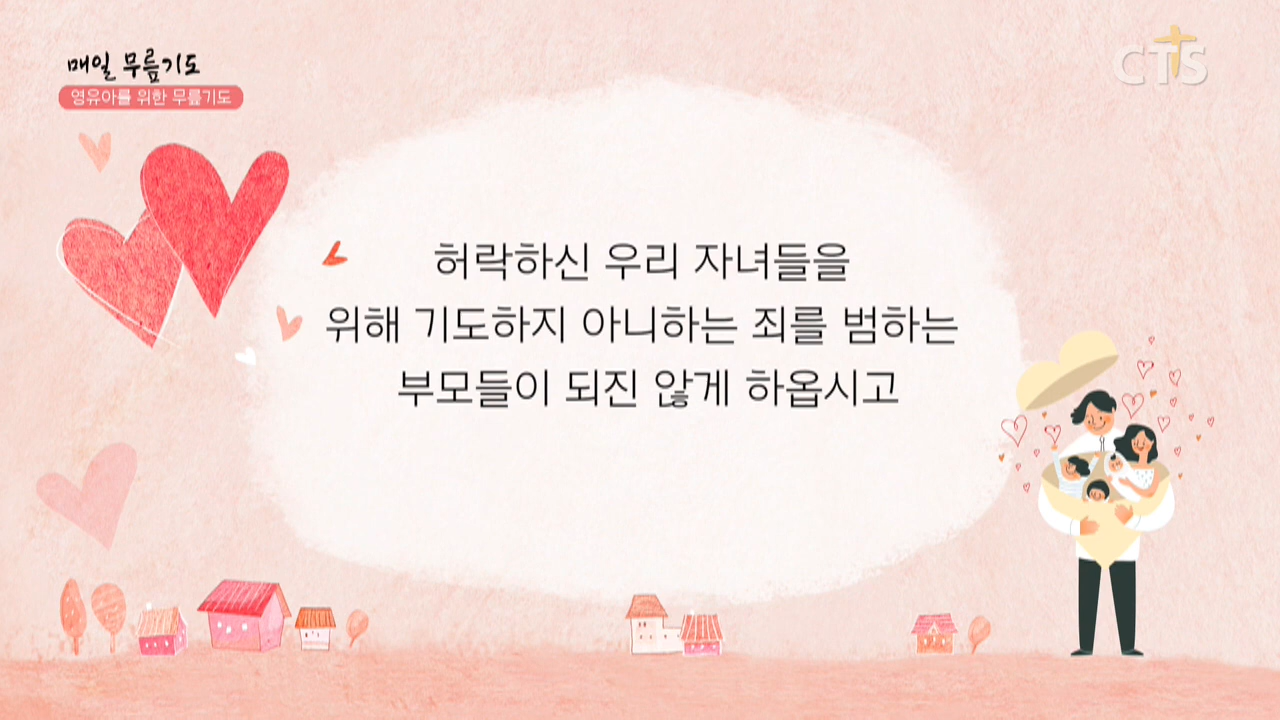 매일 무릎기도
영유아를 위한 무릎기도
CTS
허락하신 우리 자녀들을
위해 기도하지 아니하는 죄를 범하는
부모들이 되진 않게 하옵시고